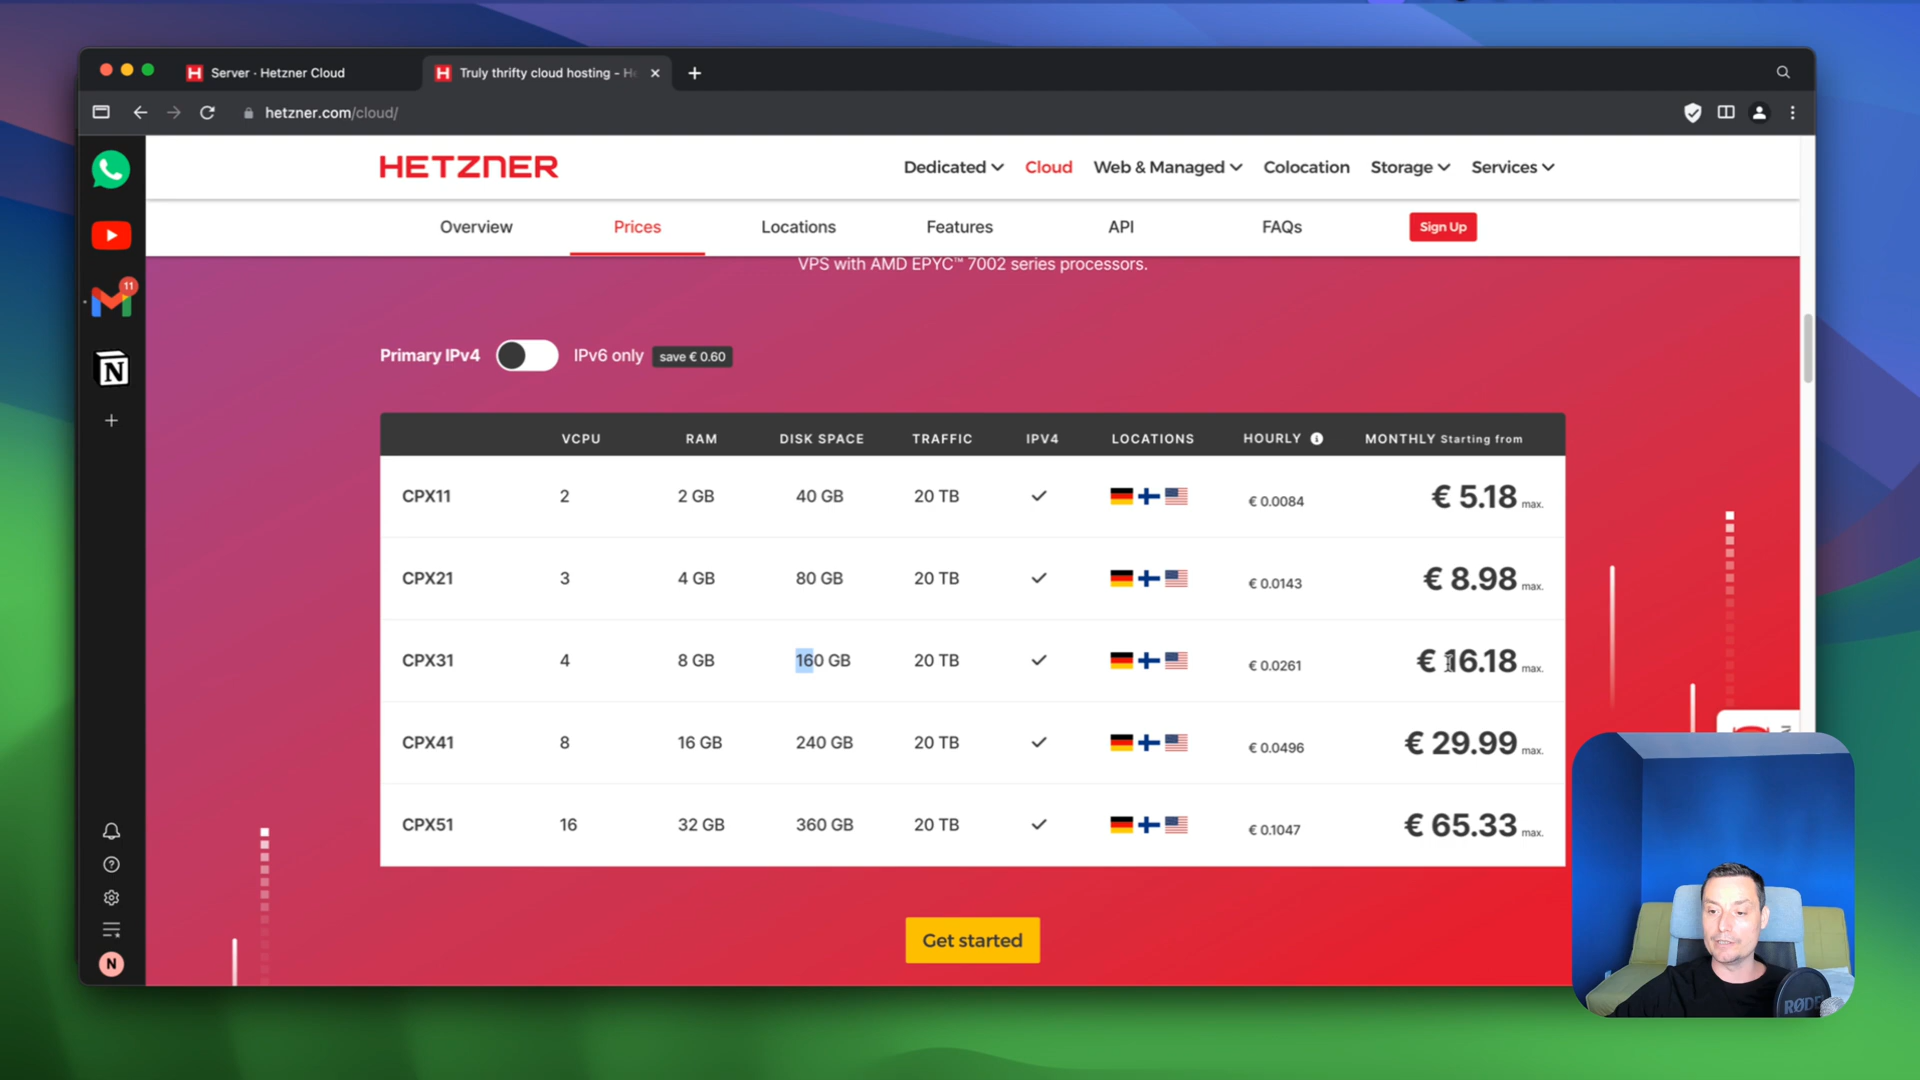 Server · Hetzner Cloud
Truly thrifty cloud hosting - He
hetzner.com/cloud/
HETZNER
Dedicated
Cloud
Web & Managed
Colocation
Storage
Services
Overview
Prices
Locations
Features
API
FAQs
Sign Up
VPS with AMD EPYC™ 7002 series processors.
11
Primary IPv4
IPv6 only
save € 0.60
N
VCPU RAM DISK SPACE TRAFFIC IPV4 LOCATIONS HOURLY MONTHLY Starting from
CPX11 2 2 GB 40 GB 20 TB € 0.0084 € 5.18 max.
CPX21 3 4 GB 80 GB 20 TB € 0.0143 € 8.98 max.
CPX31 4 8 GB 160 GB 20 TB € 0.0261 € 16.18 max.
CPX41 8 16 GB 240 GB 20 TB € 0.0496 € 29.99 max.
CPX51 16 32 GB 360 GB 20 TB € 0.1047 € 65.33 max.
Get started
N
RØDE